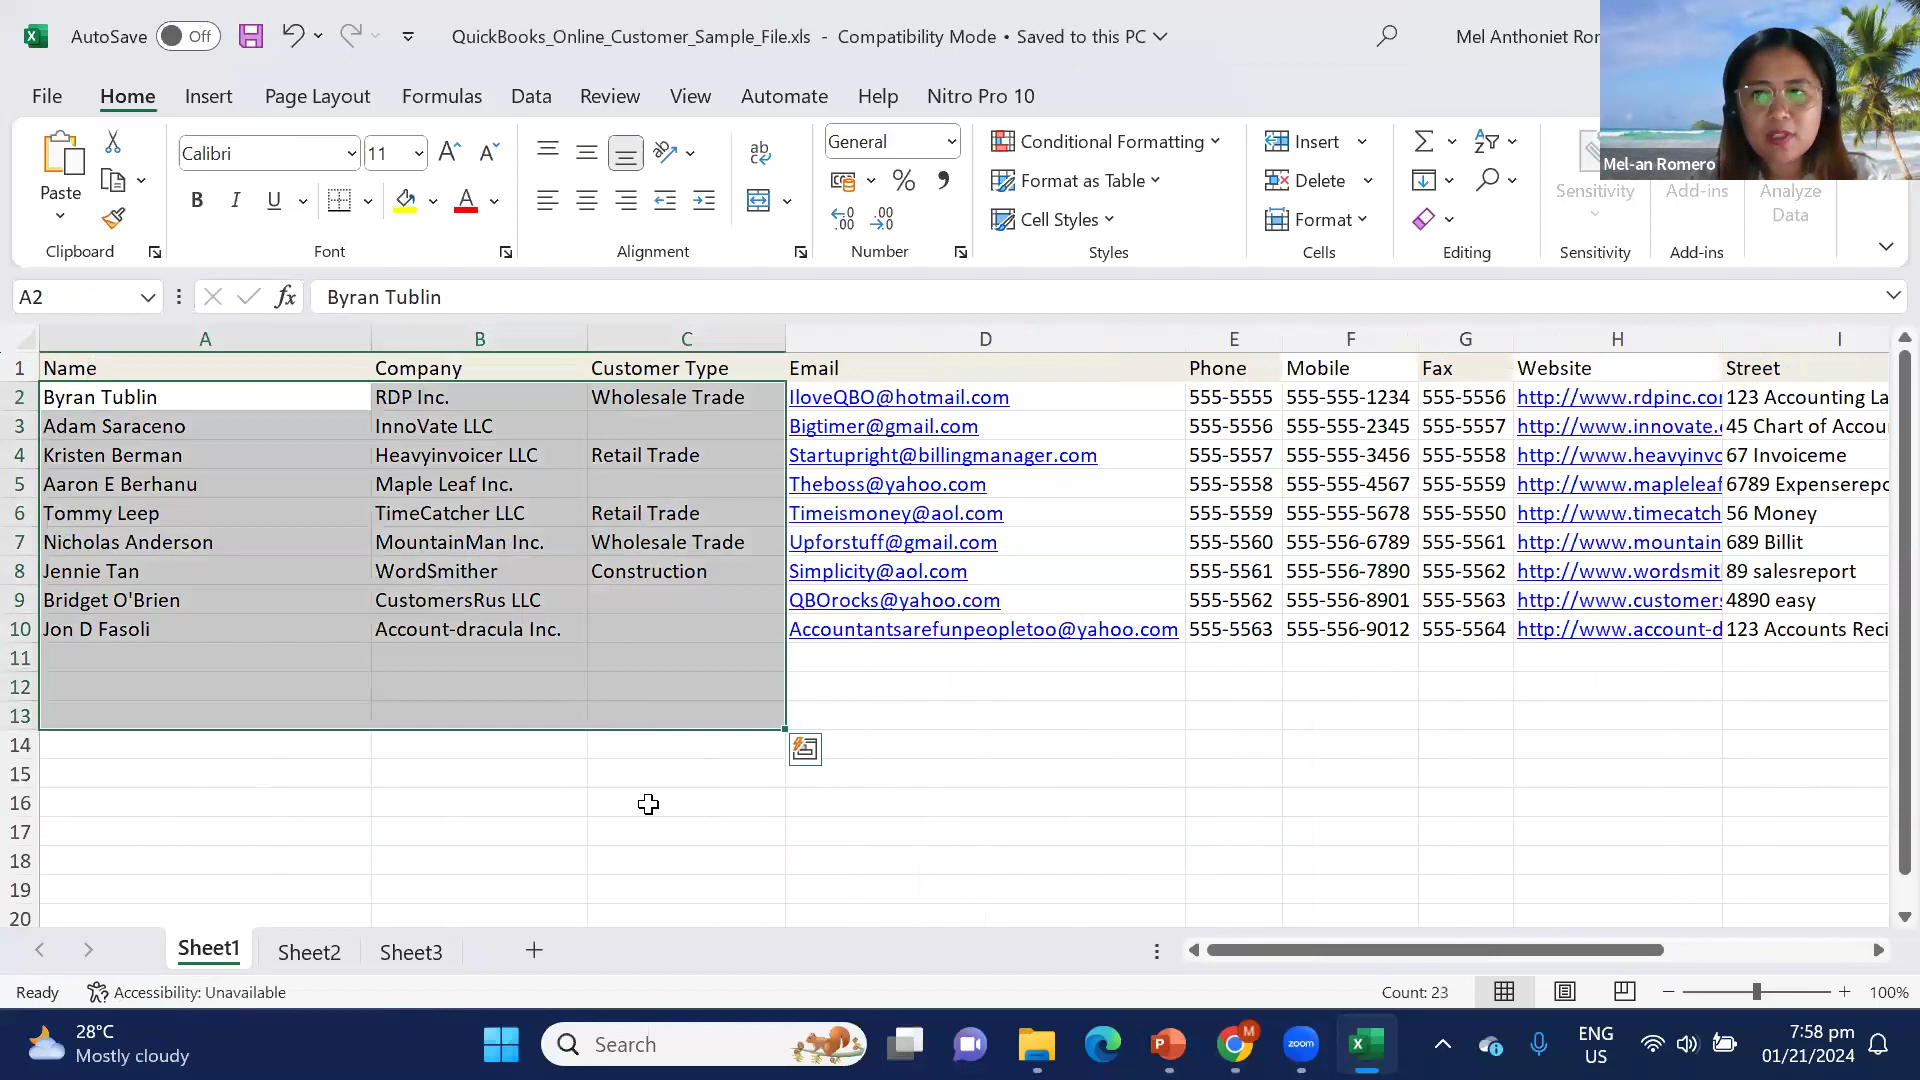 AutoSave Off QuickBooks_Online_Customer_Sample_File.xls - Compatibility Mode • Saved to this PC Mel Anthoniet Ror
File Home Insert Page Layout Formulas Data Review View Automate Help Nitro Pro 10
Mel-an Romero
Paste Calibri 11 General Conditional Formatting Insert
Format as Table Delete Sensitivity Add-ins Analyze Data
B I U Cell Styles Format
Clipboard Font Alignment Number Styles Cells Editing Sensitivity Add-ins
A2 fx Byran Tublin
A B C D E F G H I
1 Name Company Customer Type Email Phone Mobile Fax Website Street
2 Byran Tublin RDP Inc. Wholesale Trade IloveQBO@hotmail.com 555-5555 555-555-1234 555-5556 http://www.rdpinc.co 123 Accounting La
3 Adam Saraceno InnoVate LLC Bigtimer@gmail.com 555-5556 555-555-2345 555-5557 http://www.innovate. 45 Chart of Accou
4 Kristen Berman Heavyinvoicer LLC Retail Trade Startupright@billingmanager.com 555-5557 555-555-3456 555-5558 http://www.heavyinvc 67 Invoiceme
5 Aaron E Berhanu Maple Leaf Inc. Theboss@yahoo.com 555-5558 555-555-4567 555-5559 http://www.mapleleaf 6789 Expenserepo
6 Tommy Leep TimeCatcher LLC Retail Trade Timeismoney@aol.com 555-5559 555-555-5678 555-5550 http://www.timecatch 56 Money
7 Nicholas Anderson MountainMan Inc. Wholesale Trade Upforstuff@gmail.com 555-5560 555-556-6789 555-5561 http://www.mountain 689 Billit
8 Jennie Tan WordSmither Construction Simplicity@aol.com 555-5561 555-556-7890 555-5562 http://www.wordsmit 89 salesreport
9 Bridget O'Brien CustomersRus LLC QBOrocks@yahoo.com 555-5562 555-556-8901 555-5563 http://www.customer 4890 easy
10 Jon D Fasoli Account-dracula Inc. Accountantsarefunpeopletoo@yahoo.com 555-5563 555-556-9012 555-5564 http://www.account-d 123 Accounts Reci
11
12
13
14
15
16
17
18
19
20
Sheet1 Sheet2 Sheet3
Ready Accessibility: Unavailable Count: 23 100%
28°C
Mostly cloudy
Search
M
P
zoom
X
ENG
US
7:58 pm
01/21/2024